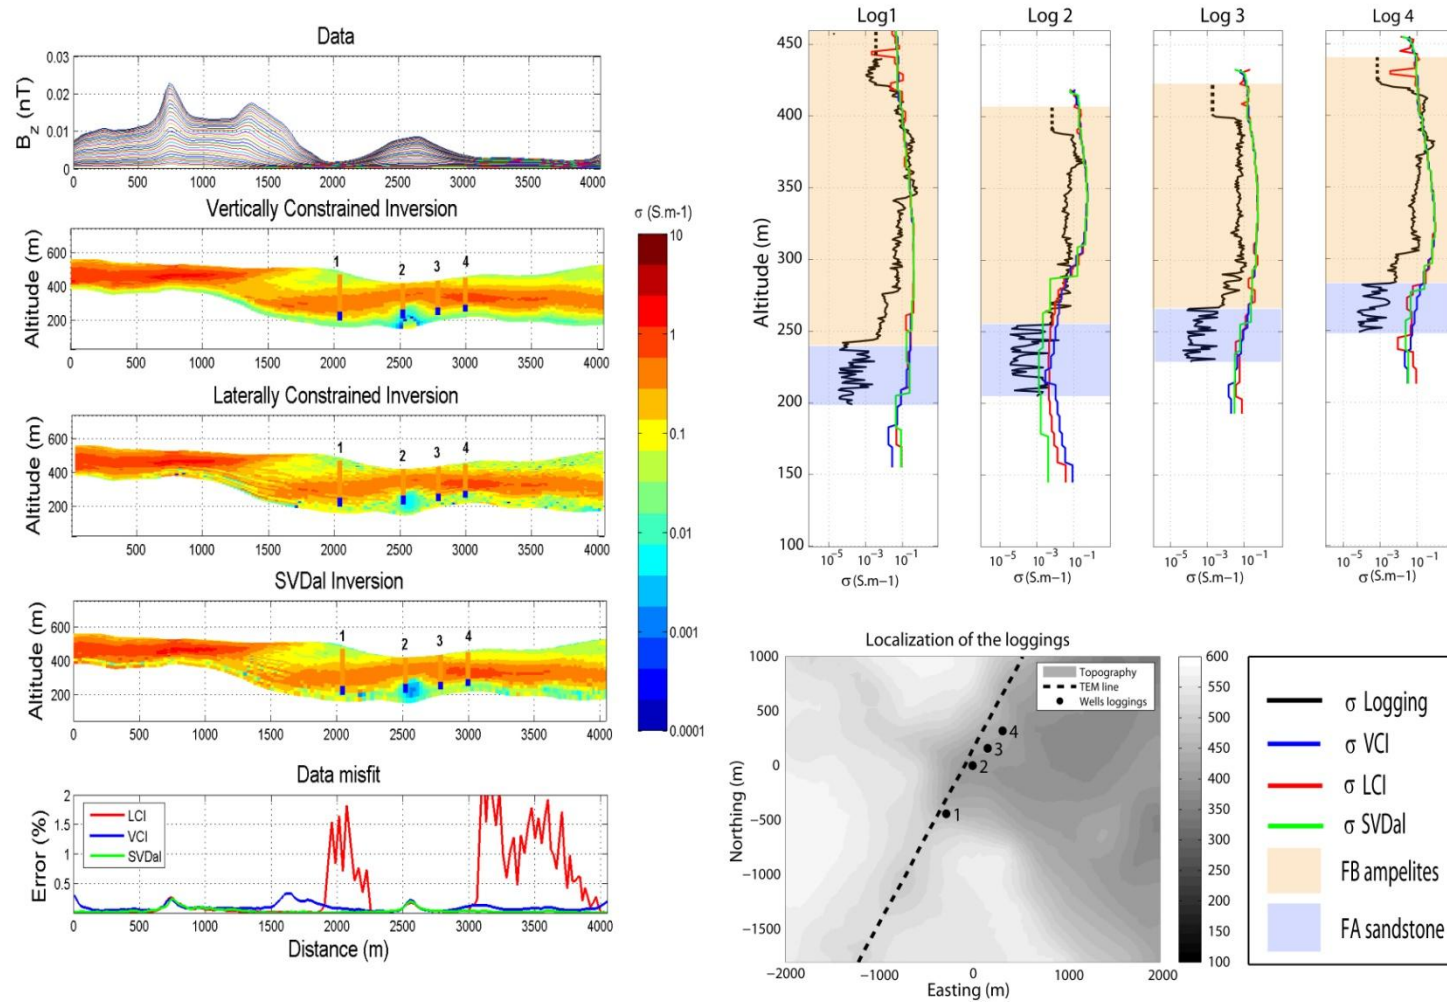 Data
B_z (nT)
0.03
0.02
0.01
0
0 500 1000 1500 2000 2500 3000 3500 4000
Vertically Constrained Inversion
Altitude (m)
600
400
200
1 2 3 4
0 500 1000 1500 2000 2500 3000 3500 4000
Laterally Constrained Inversion
Altitude (m)
600
400
200
1 2 3 4
0 500 1000 1500 2000 2500 3000 3500 4000
SVDal Inversion
Altitude (m)
600
400
200
1 2 3 4
0 500 1000 1500 2000 2500 3000 3500 4000
σ (S.m-1)
10
1
0.1
0.01
0.001
0.0001
Data misfit
Error (%)
2
1.5
1
0.5
LCI
VCI
SVDal
0 500 1000 1500 2000 2500 3000 3500 4000
Distance (m)
Log1 Log 2 Log 3 Log 4
Altitude (m)
450
400
350
300
250
200
150
100
10⁻⁵ 10⁻³ 10⁻¹ 10⁻⁵ 10⁻³ 10⁻¹ 10⁻⁵ 10⁻³ 10⁻¹ 10⁻⁵ 10⁻³ 10⁻¹
σ (S.m−1) σ (S.m−1) σ (S.m−1) σ (S.m−1)
Localization of the loggings
Northing (m)
1000
500
0
−500
−1000
−1500
Topography
TEM line
Wells loggings
4
3
2
1
−2000 −1000 0 1000 2000
Easting (m)
600
550
500
450
400
350
300
250
200
150
100
σ Logging
σ VCI
σ LCI
σ SVDal
FB ampelites
FA sandstone